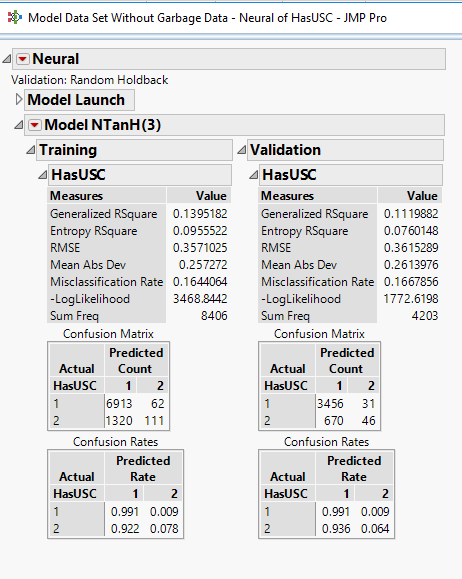 Model Data Set Without Garbage Data - Neural of HasUSC - JMP Pro
Neural
Validation: Random Holdback
Model Launch
Model NTanH(3)
Training
HasUSC
Measures Value
Generalized RSquare 0.1395182
Entropy RSquare 0.0955522
RMSE 0.3571025
Mean Abs Dev 0.257272
Misclassification Rate 0.1644064
-LogLikelihood 3468.8442
Sum Freq 8406
Confusion Matrix
Predicted
Actual Count
HasUSC 1 2
1 6913 62
2 1320 111
Confusion Rates
Predicted
Actual Rate
HasUSC 1 2
1 0.991 0.009
2 0.922 0.078
Validation
HasUSC
Measures Value
Generalized RSquare 0.1119882
Entropy RSquare 0.0760148
RMSE 0.3615289
Mean Abs Dev 0.2613976
Misclassification Rate 0.1667856
-LogLikelihood 1772.6198
Sum Freq 4203
Confusion Matrix
Predicted
Actual Count
HasUSC 1 2
1 3456 31
2 670 46
Confusion Rates
Predicted
Actual Rate
HasUSC 1 2
1 0.991 0.009
2 0.936 0.064